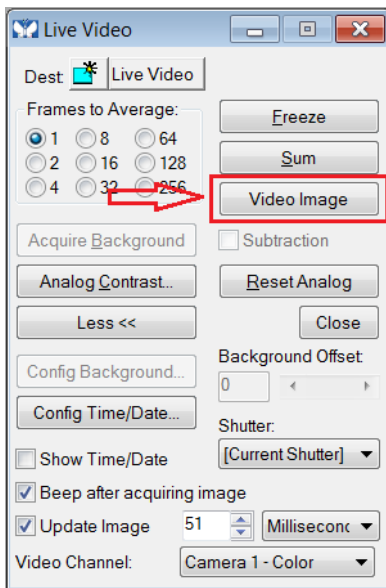 Live Video
Dest: Live Video
Frames to Average:
1 8 64
2 16 128
4 32 256
Freeze
Sum
Video Image
Acquire Background
Subtraction
Analog Contrast...
Reset Analog
Less <<
Close
Config Background...
Background Offset:
0
Config Time/Date...
Shutter:
[Current Shutter]
Show Time/Date
Beep after acquiring image
Update Image 51
Video Channel: Camera 1 - Color